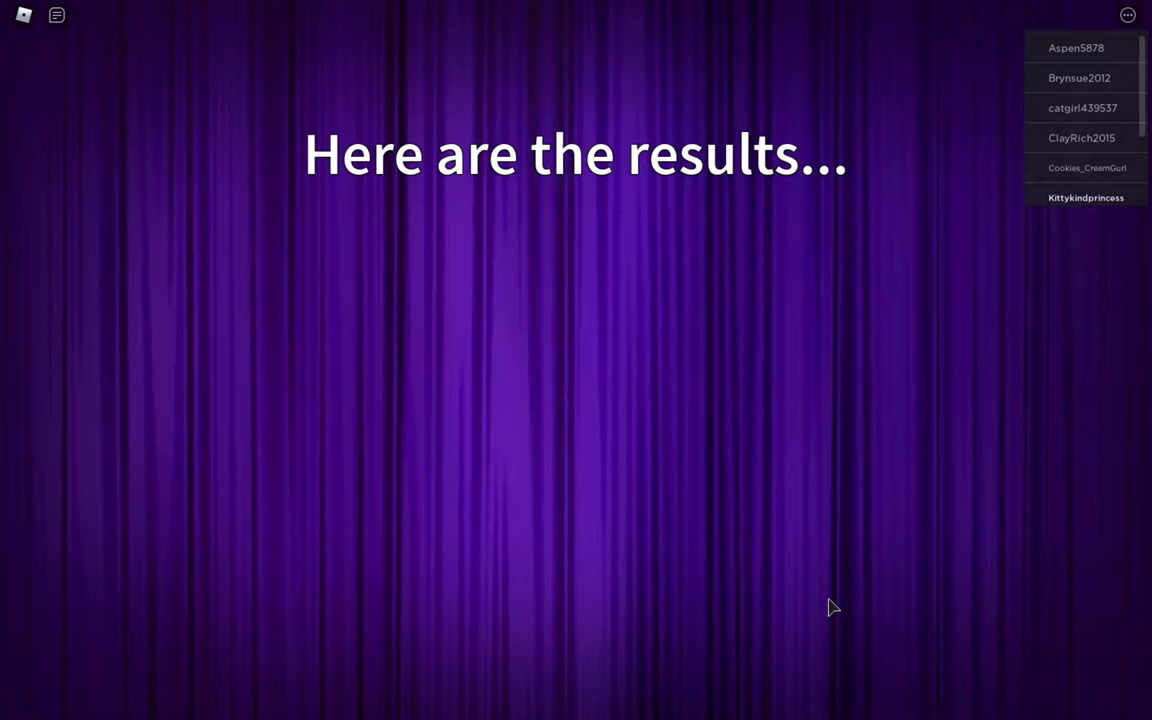 Here are the results...
Aspen5878
Brynsue2012
catgirl439537
ClayRich2015
Cookies_CreamGurl
Kittykindprincess